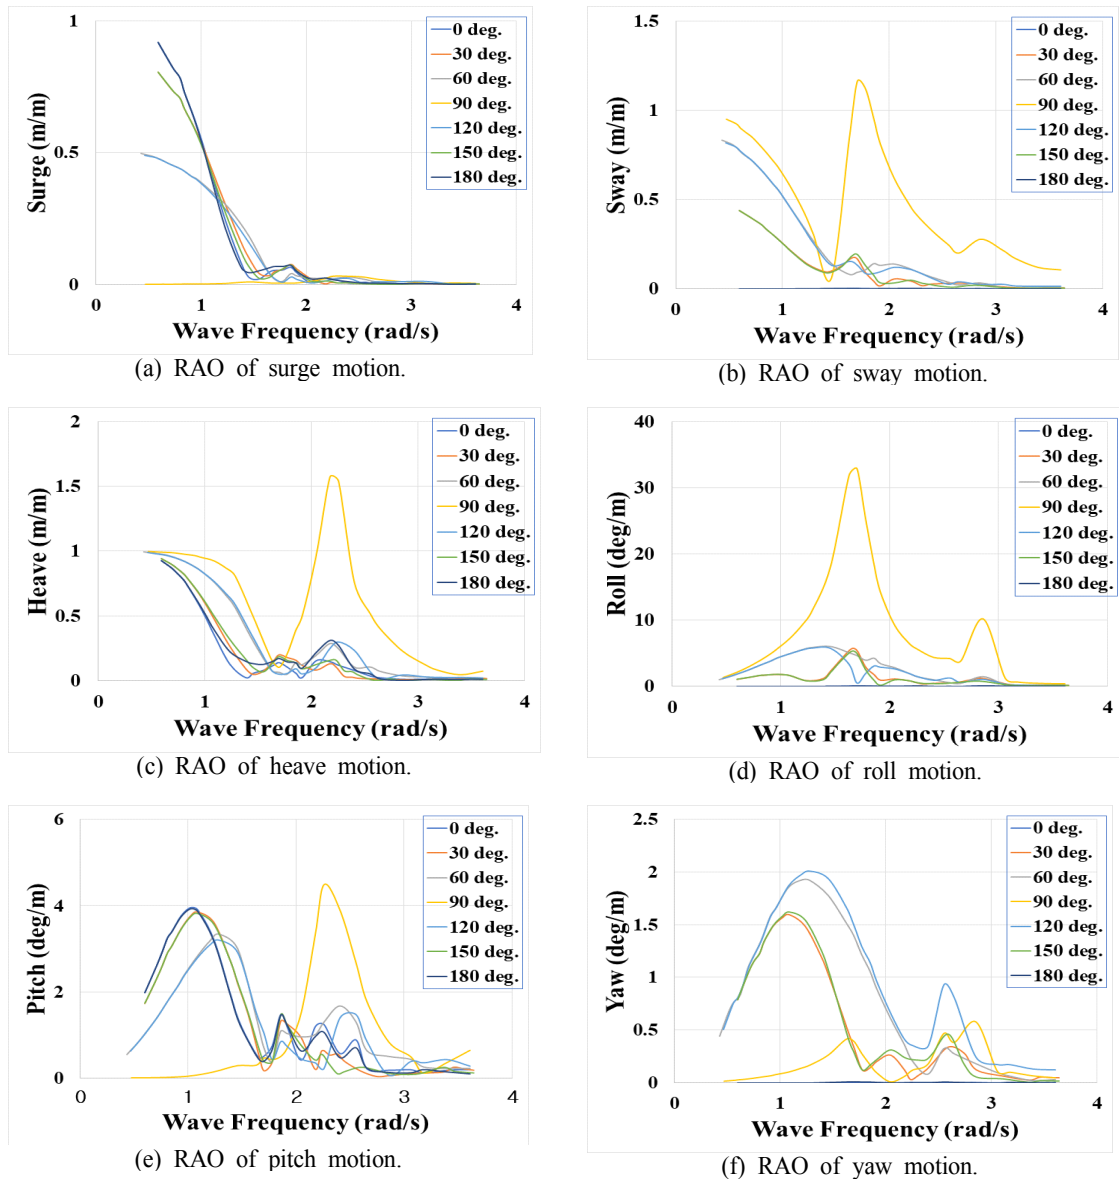 Surge (m/m)
1
0.5
0
0 1 2 3 4
Wave Frequency (rad/s)
0 deg.
30 deg.
60 deg.
90 deg.
120 deg.
150 deg.
180 deg.
(a) RAO of surge motion.
Sway (m/m)
1.5
1
0.5
0
0 1 2 3 4
Wave Frequency (rad/s)
0 deg.
30 deg.
60 deg.
90 deg.
120 deg.
150 deg.
180 deg.
(b) RAO of sway motion.
Heave (m/m)
2
1.5
1
0.5
0
0 1 2 3 4
Wave Frequency (rad/s)
0 deg.
30 deg.
60 deg.
90 deg.
120 deg.
150 deg.
180 deg.
(c) RAO of heave motion.
Roll (deg/m)
40
30
20
10
0
0 1 2 3 4
Wave Frequency (rad/s)
0 deg.
30 deg.
60 deg.
90 deg.
120 deg.
150 deg.
180 deg.
(d) RAO of roll motion.
Pitch (deg/m)
6
4
2
0
0 1 2 3 4
Wave Frequency (rad/s)
0 deg.
30 deg.
60 deg.
90 deg.
120 deg.
150 deg.
180 deg.
(e) RAO of pitch motion.
Yaw (deg/m)
2.5
2
1.5
1
0.5
0
0 1 2 3 4
Wave Frequency (rad/s)
0 deg.
30 deg.
60 deg.
90 deg.
120 deg.
150 deg.
180 deg.
(f) RAO of yaw motion.